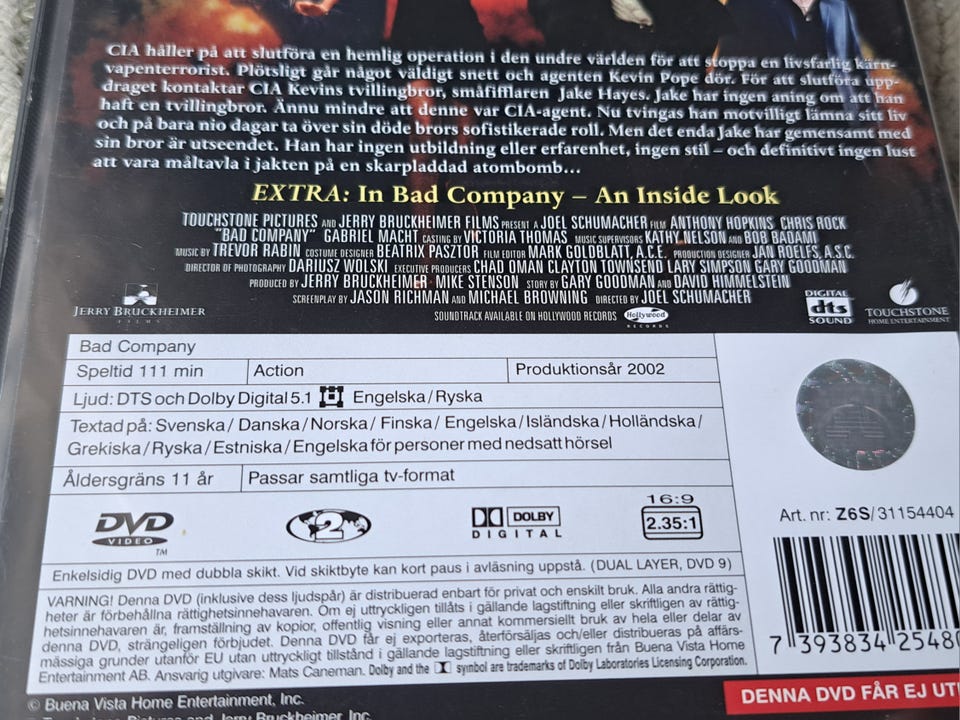 CIA håller på att slutföra en hemlig operation i den undre världen för att stoppa en livsfarlig kärn-
vapenterrorist. Plötsligt går något väldigt snett och agenten Kevin Pope dör. För att slutföra upp-
draget kontaktar CIA Kevins tvillingbror, småfifflaren Jake Hayes. Jake har ingen aning om att han
haft en tvillingbror. Ännu mindre att denne var CIA-agent. Nu tvingas han motvilligt lämna sitt liv
och på bara nio dagar ta över sin döde brors sofistikerade roll. Men det enda Jake har gemensamt med
sin bror är utseendet. Han har ingen utbildning eller erfarenhet, ingen stil – och definitivt ingen lust
att vara måltavla i jakten på en skarpladdad atombomb...
EXTRA: In Bad Company – An Inside Look
TOUCHSTONE PICTURES AND JERRY BRUCKHEIMER FILMS PRESENT A JOEL SCHUMACHER FILM ANTHONY HOPKINS CHRIS ROCK
"BAD COMPANY" GABRIEL MACHT CASTING BY VICTORIA THOMAS MUSIC SUPERVISORS KATHY NELSON AND BOB BADAMI
MUSIC BY TREVOR RABIN COSTUME DESIGNER BEATRIX PASZTOR FILM EDITOR MARK GOLDBLATT, A.C.E. PRODUCTION DESIGNER JAN ROELFS, A.S.C.
DIRECTOR OF PHOTOGRAPHY DARIUSZ WOLSKI EXECUTIVE PRODUCERS CHAD OMAN CLAYTON TOWNSEND LARY SIMPSON GARY GOODMAN
PRODUCED BY JERRY BRUCKHEIMER MIKE STENSON STORY BY GARY GOODMAN AND DAVID HIMMELSTEIN
SCREENPLAY BY JASON RICHMAN AND MICHAEL BROWNING DIRECTED BY JOEL SCHUMACHER
SOUNDTRACK AVAILABLE ON HOLLYWOOD RECORDS Hollywood RECORDS
JERRY BRUCKHEIMER
FILMS
DIGITAL
dts
SOUND
TOUCHSTONE
HOME ENTERTAINMENT
Bad Company
Speltid 111 min Action Produktionsår 2002
Ljud: DTS och Dolby Digital 5.1 Engelska/Ryska
Textad på: Svenska/Danska/Norska/Finska/Engelska/Isländska/Holländska/
Grekiska/Ryska/Estniska/Engelska för personer med nedsatt hörsel
Åldersgräns 11 år Passar samtliga tv-format
DVD
VIDEO
TM
2
DOLBY
DIGITAL
16:9
2.35:1
Art. nr: Z6S/31154404
Enkelsidig DVD med dubbla skikt. Vid skiktbyte kan kort paus i avläsning uppstå. (DUAL LAYER, DVD 9)
VARNING! Denna DVD (inklusive dess ljudspår) är distribuerad enbart för privat och enskilt bruk. Alla andra rättig-
heter är förbehållna rättighetsinnehavaren. Om ej uttryckligen tillåts i gällande lagstiftning eller skriftligen av rättig-
hetsinnehavaren är, framställning av kopior, offentlig visning eller annat kommersiellt bruk av hela eller delar av
denna DVD, strängeligen förbjudet. Denna DVD får ej exporteras, återförsäljas och/eller distribueras på affärs-
mässiga grunder utanför EU utan uttryckligt tillstånd i gällande lagstiftning eller skriftligen från Buena Vista Home
Entertainment AB. Ansvarig utgivare: Mats Caneman. Dolby and the symbol are trademarks of Dolby Laboratories Licensing Corporation.
7 393834 25480
© Buena Vista Home Entertainment, Inc.
DENNA DVD FÅR EJ UT
Touchstone Pictures and Jerry Bruckheimer Inc.